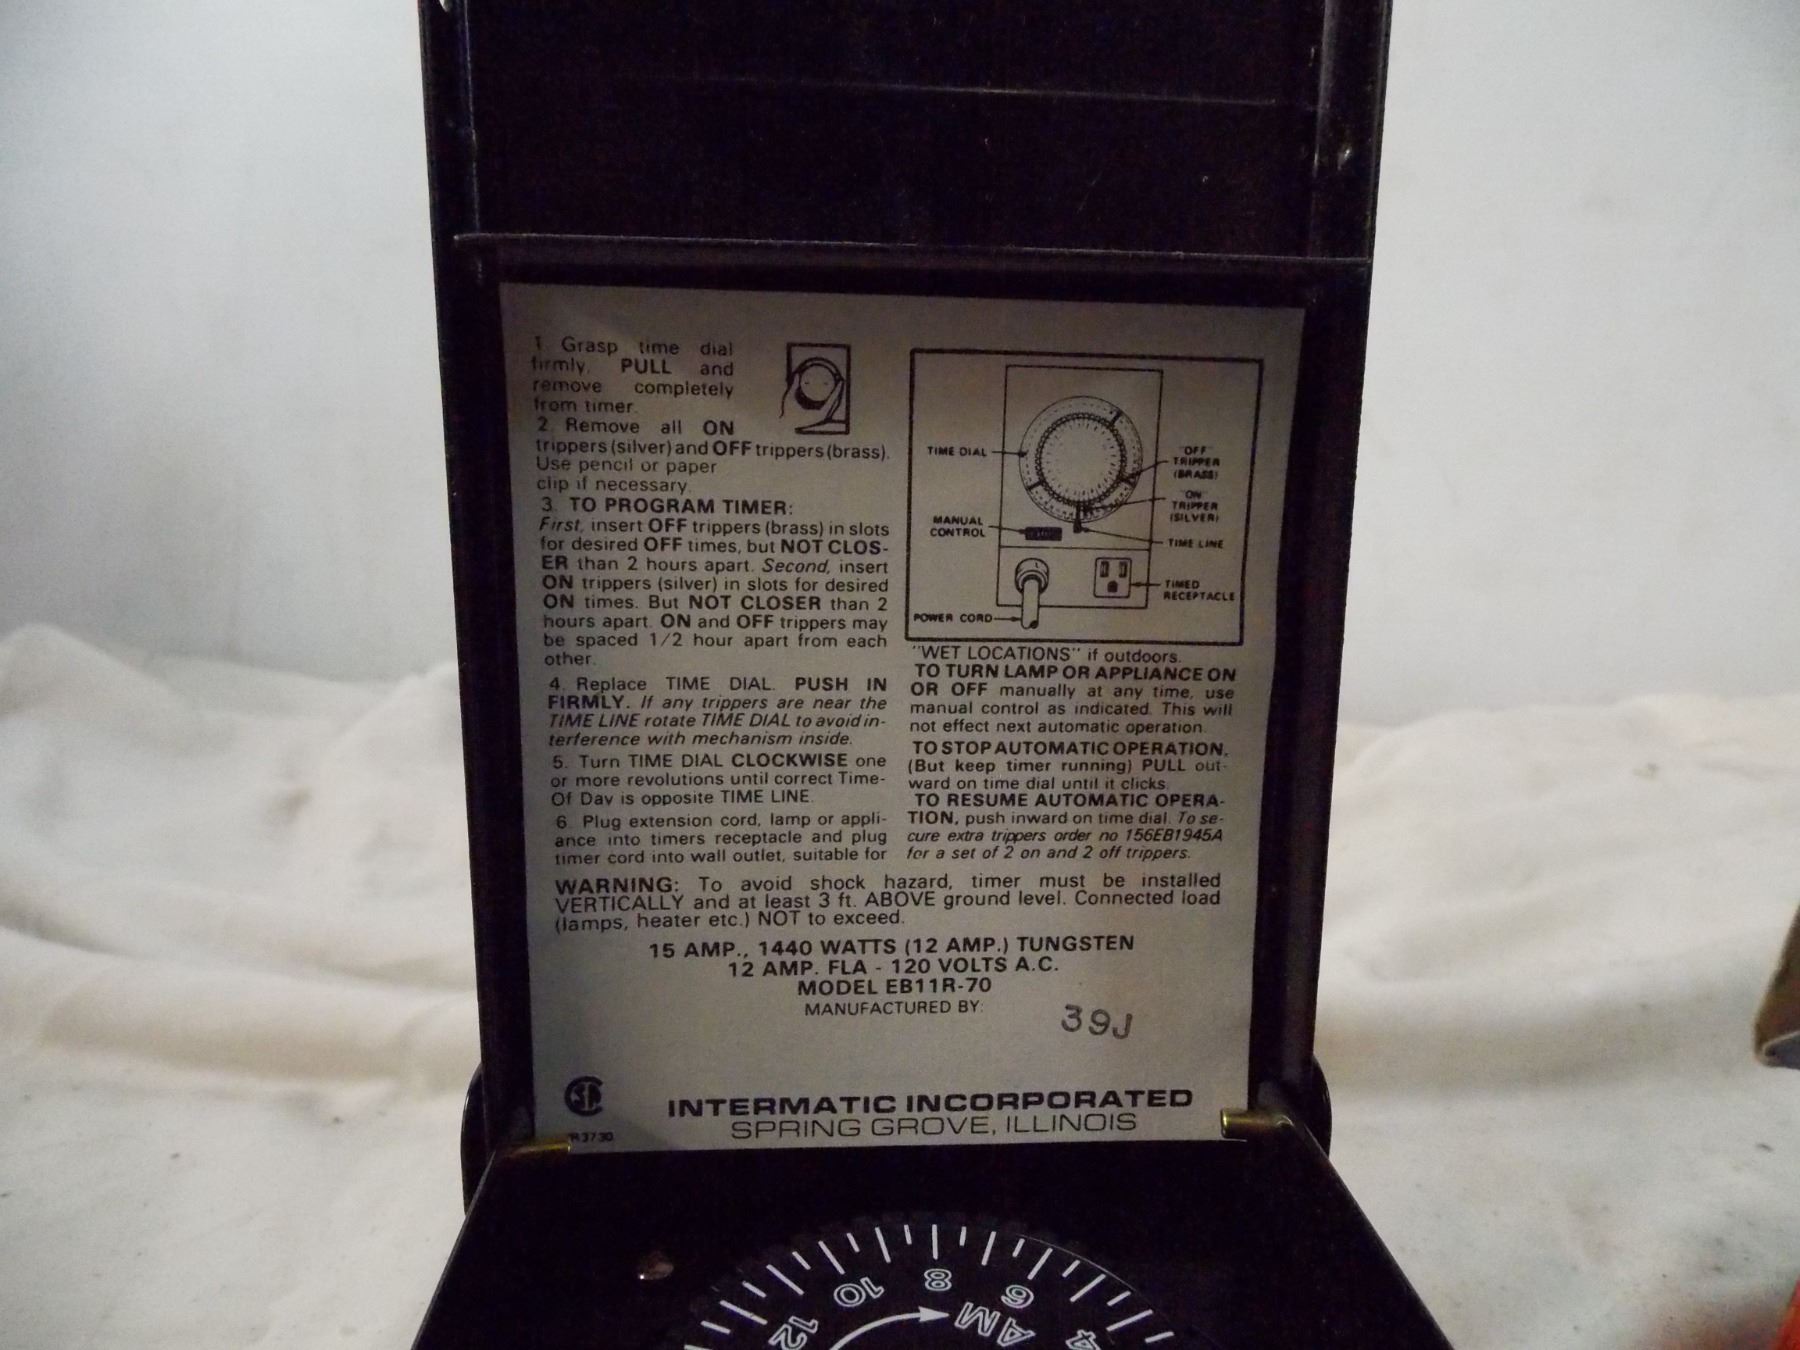 1. Grasp time dial
firmly, PULL and
remove completely
from timer.
2. Remove all ON
trippers (silver) and OFF trippers (brass).
Use pencil or paper
clip if necessary.
3. TO PROGRAM TIMER:
First, insert OFF trippers (brass) in slots
for desired OFF times, but NOT CLOS-
ER than 2 hours apart. Second, insert
ON trippers (silver) in slots for desired
ON times. But NOT CLOSER than 2
hours apart. ON and OFF trippers may
be spaced 1/2 hour apart from each
other.
4. Replace TIME DIAL. PUSH IN
FIRMLY. If any trippers are near the
TIME LINE rotate TIME DIAL to avoid in-
terference with mechanism inside.
5. Turn TIME DIAL CLOCKWISE one
or more revolutions until correct Time-
Of Day is opposite TIME LINE.
6. Plug extension cord, lamp or appli-
ance into timers receptacle and plug
timer cord into wall outlet, suitable for
TIME DIAL
"OFF"
TRIPPER
(BRASS)
"ON"
TRIPPER
(SILVER)
MANUAL
CONTROL
TIME LINE
TIMED
RECEPTACLE
POWER CORD
"WET LOCATIONS" if outdoors.
TO TURN LAMP OR APPLIANCE ON
OR OFF manually at any time, use
manual control as indicated. This will
not effect next automatic operation.
TO STOP AUTOMATIC OPERATION.
(But keep timer running) PULL out-
ward on time dial until it clicks.
TO RESUME AUTOMATIC OPERA-
TION, push inward on time dial. To se-
cure extra trippers order no 156EB1945A
for a set of 2 on and 2 off trippers.
WARNING: To avoid shock hazard, timer must be installed
VERTICALLY and at least 3 ft. ABOVE ground level. Connected load
(lamps, heater etc.) NOT to exceed.
15 AMP., 1440 WATTS (12 AMP.) TUNGSTEN
12 AMP. FLA - 120 VOLTS A.C.
MODEL EB11R-70
MANUFACTURED BY:
39J
INTERMATIC INCORPORATED
SPRING GROVE, ILLINOIS
R3730
12 10 8 6 4
AM